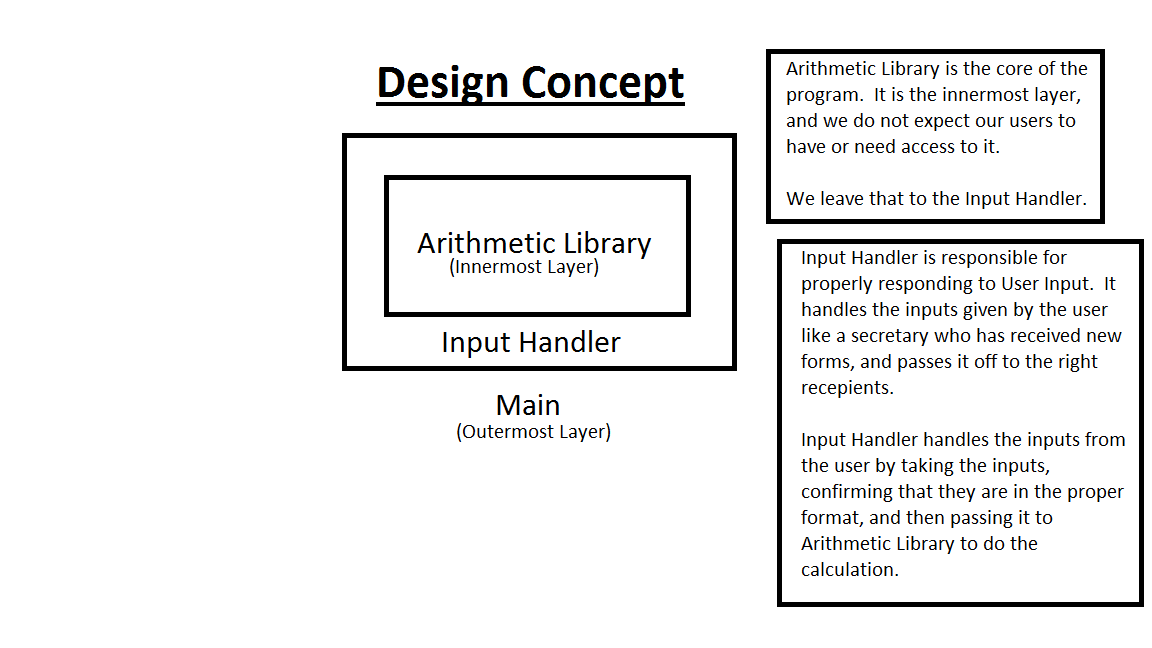 Design Concept
Arithmetic Library
(Innermost Layer)
Input Handler
Main
(Outermost Layer)
Arithmetic Library is the core of the
program.  It is the innermost layer,
and we do not expect our users to
have or need access to it.
We leave that to the Input Handler.
Input Handler is responsible for
properly responding to User Input.  It
handles the inputs given by the user
like a secretary who has received new
forms, and passes it off to the right
recepients.
Input Handler handles the inputs from
the user by taking the inputs,
confirming that they are in the proper
format, and then passing it to
Arithmetic Library to do the
calculation.